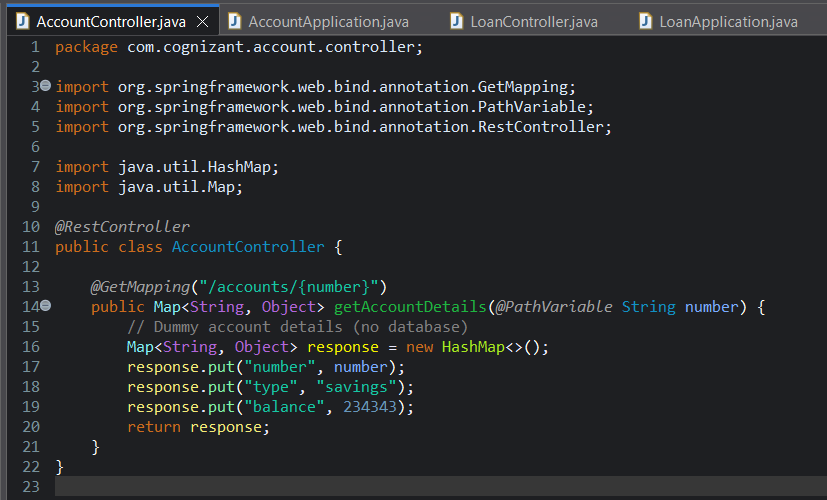 AccountController.java AccountApplication.java LoanController.java LoanApplication.java
1 package com.cognizant.account.controller;
2
3 import org.springframework.web.bind.annotation.GetMapping;
4 import org.springframework.web.bind.annotation.PathVariable;
5 import org.springframework.web.bind.annotation.RestController;
6
7 import java.util.HashMap;
8 import java.util.Map;
9
10 @RestController
11 public class AccountController {
12
13     @GetMapping("/accounts/{number}")
14     public Map<String, Object> getAccountDetails(@PathVariable String number) {
15         // Dummy account details (no database)
16         Map<String, Object> response = new HashMap<>();
17         response.put("number", number);
18         response.put("type", "savings");
19         response.put("balance", 234343);
20         return response;
21     }
22 }
23